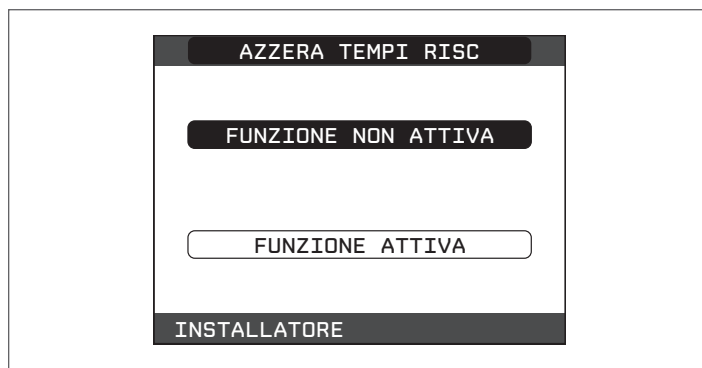 AZZERA TEMPI RISC
FUNZIONE NON ATTIVA
FUNZIONE ATTIVA
INSTALLATORE